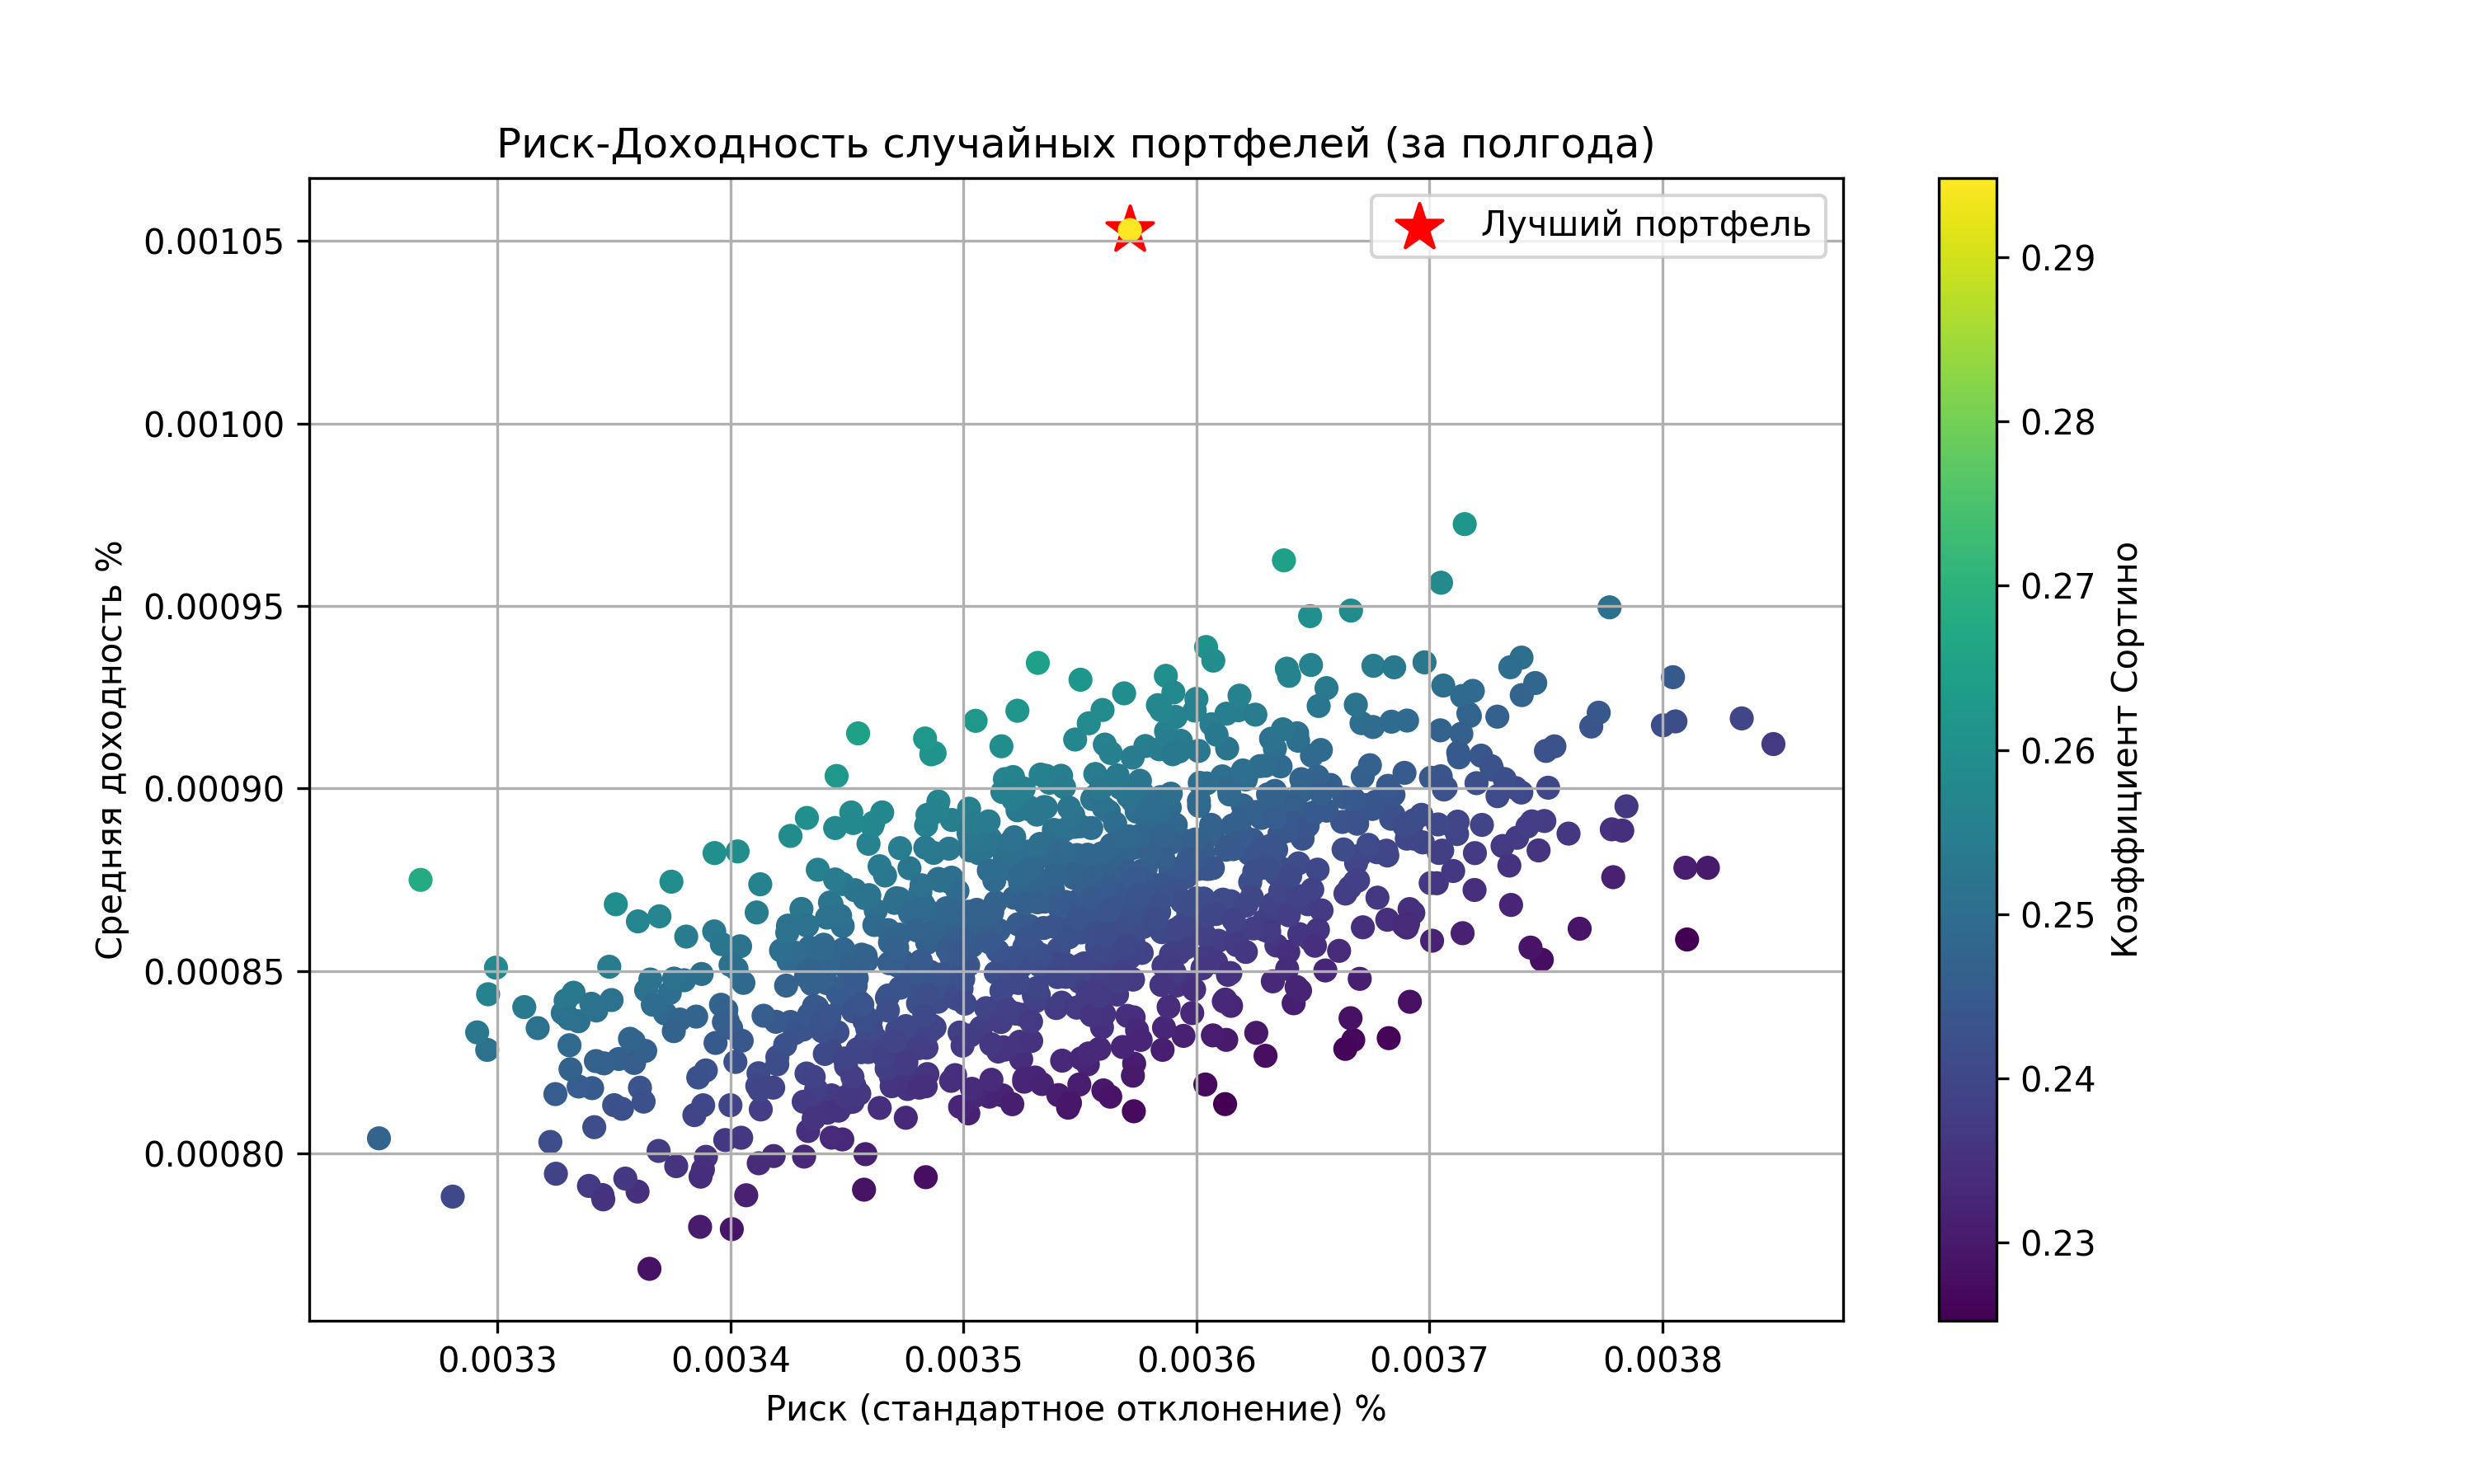 Риск-Доходность случайных портфелей (за полгода)
Лучший портфель
Средняя доходность %
0.00105
0.00100
0.00095
0.00090
0.00085
0.00080
0.0033 0.0034 0.0035 0.0036 0.0037 0.0038
Риск (стандартное отклонение) %
0.29
0.28
0.27
0.26
0.25
0.24
0.23
Коэффициент Сортино